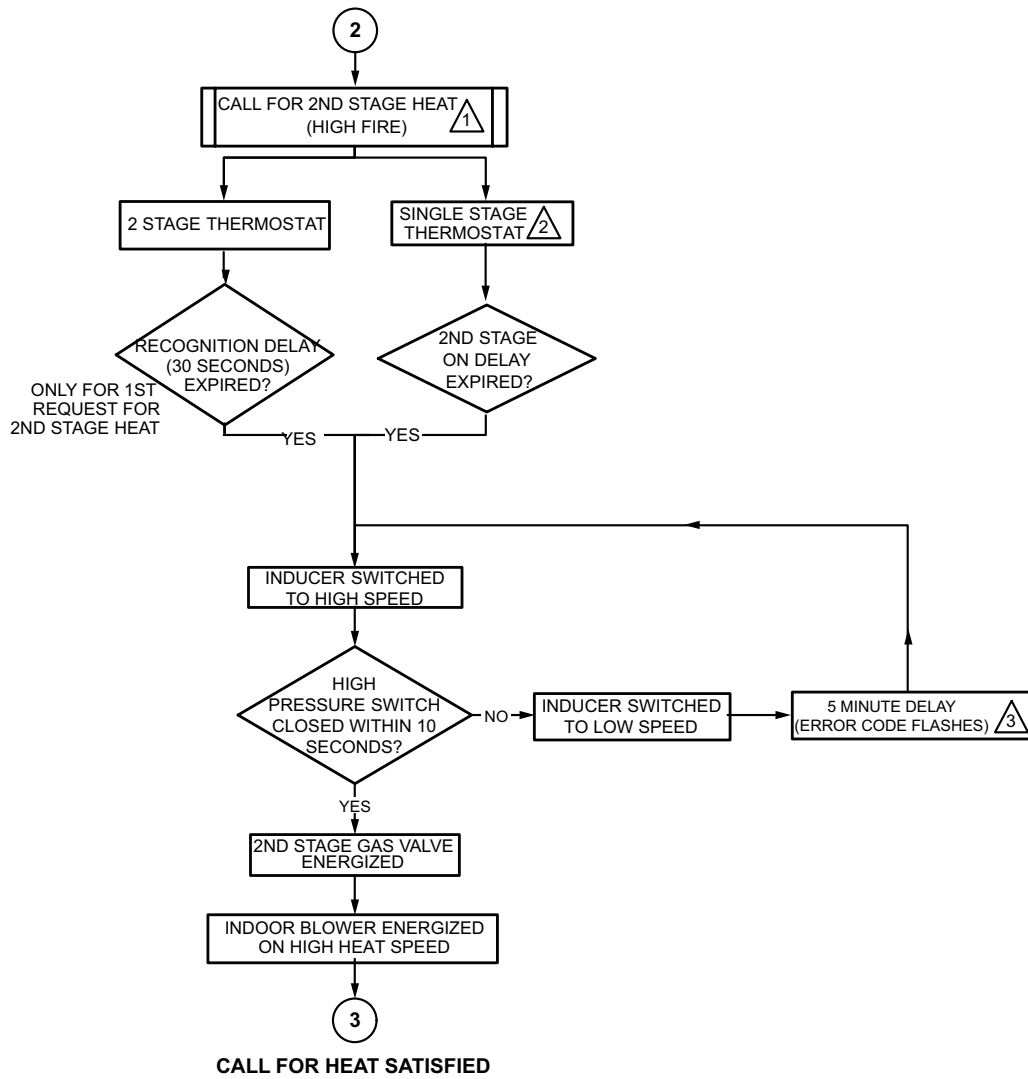 2
CALL FOR 2ND STAGE HEAT
(HIGH FIRE)
1
2 STAGE THERMOSTAT
SINGLE STAGE
THERMOSTAT
2
RECOGNITION DELAY
(30 SECONDS)
EXPIRED?
2ND STAGE
ON DELAY
EXPIRED?
ONLY FOR 1ST
REQUEST FOR
2ND STAGE HEAT
YES
YES
INDUCER SWITCHED
TO HIGH SPEED
HIGH
PRESSURE SWITCH
CLOSED WITHIN 10
SECONDS?
NO
INDUCER SWITCHED
TO LOW SPEED
5 MINUTE DELAY
(ERROR CODE FLASHES)
3
YES
2ND STAGE GAS VALVE
ENERGIZED
INDOOR BLOWER ENERGIZED
ON HIGH HEAT SPEED
3
CALL FOR HEAT SATISFIED